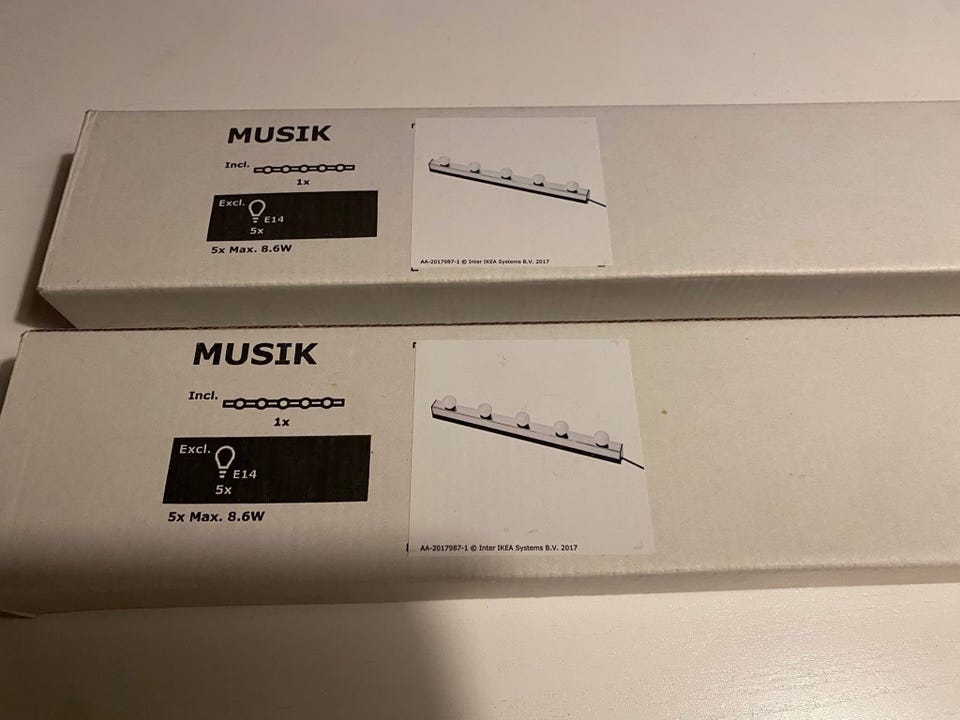 MUSIK
Incl.
1x
Excl.
E14
5x
5x Max. 8.6W
AA-2017987-1 © Inter IKEA Systems B.V. 2017
MUSIK
Incl.
1x
Excl.
E14
5x
5x Max. 8.6W
AA-2017987-1 © Inter IKEA Systems B.V. 2017